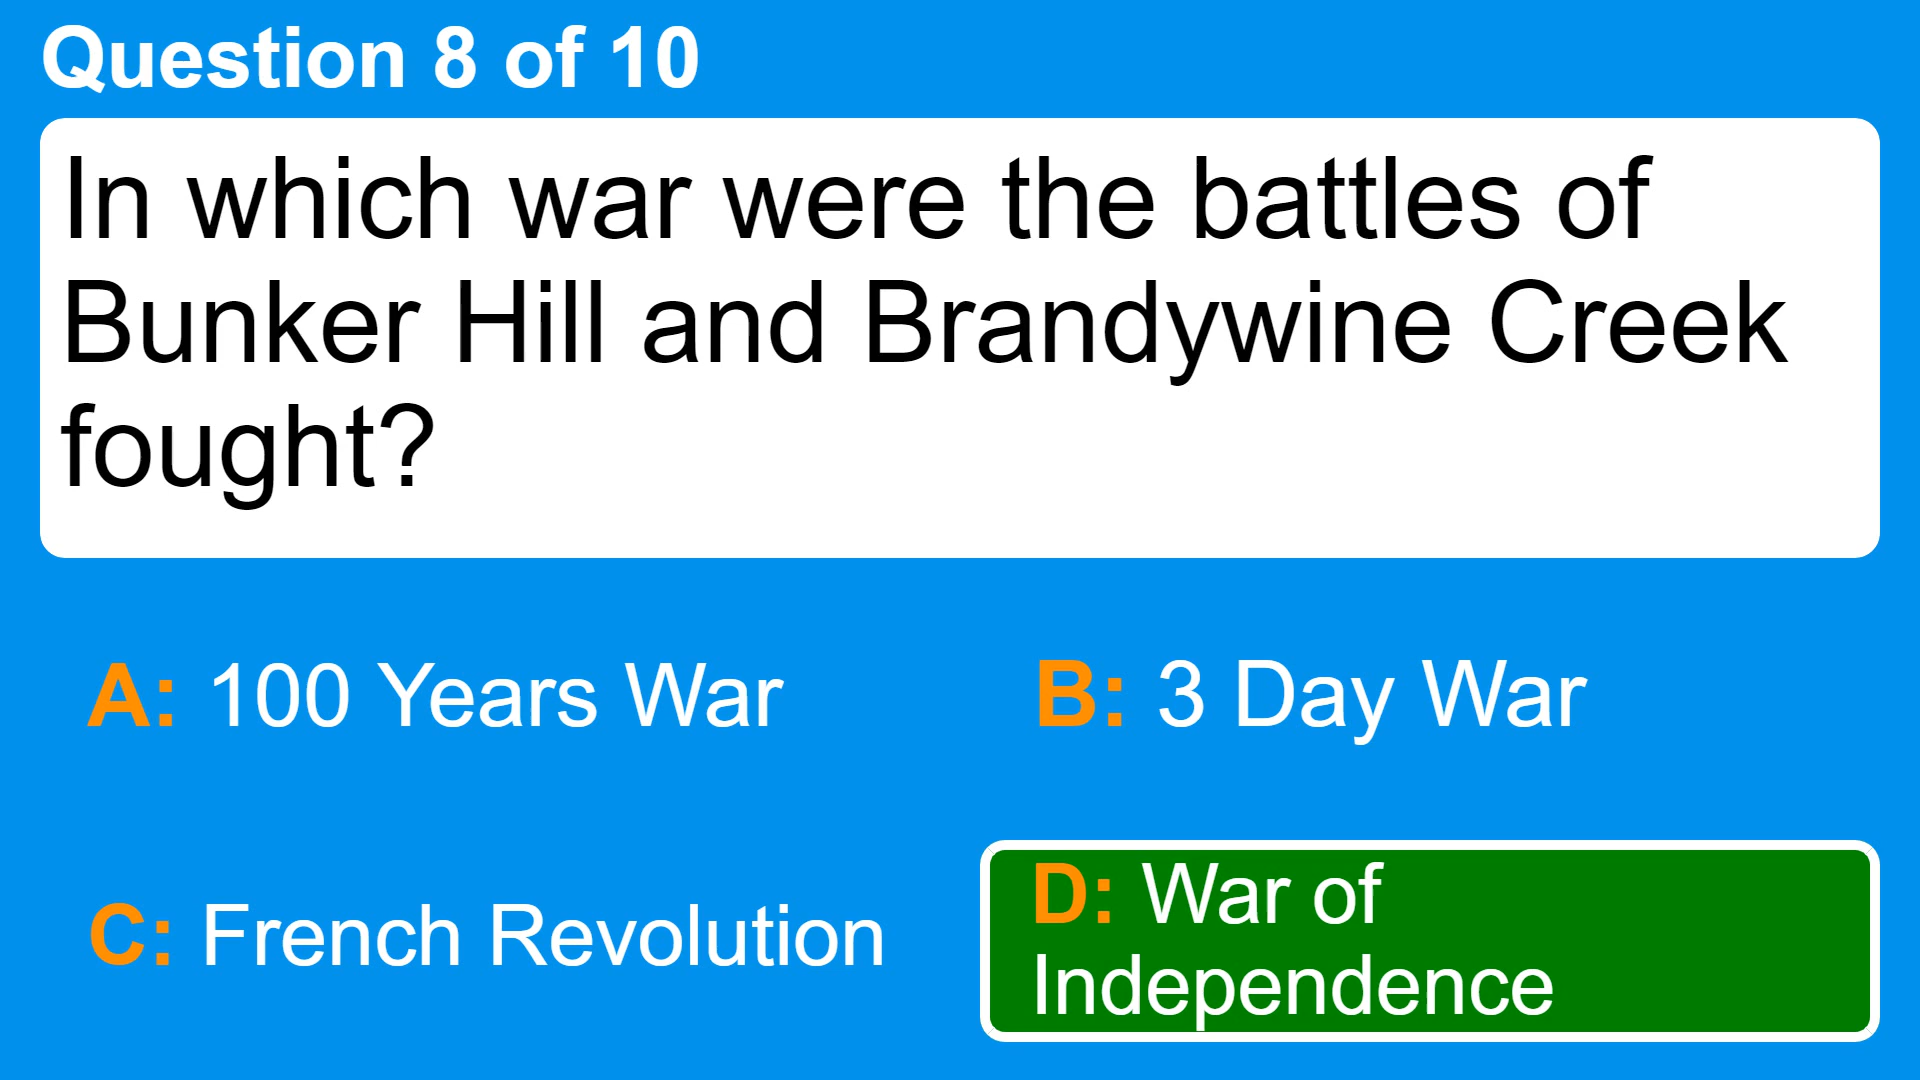 Question 8 of 10
In which war were the battles of
Bunker Hill and Brandywine Creek
fought?
A: 100 Years War
B: 3 Day War
C: French Revolution
D: War of
Independence